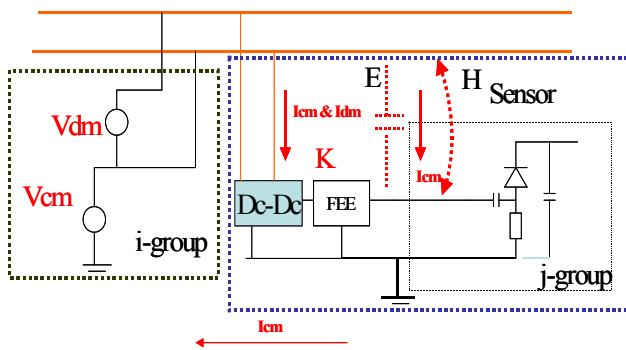 E
H
Sensor
Icm & Idm
Vdm
K
Icm
Vcm
Dc-Dc
FEE
i-group
j-group
Icm